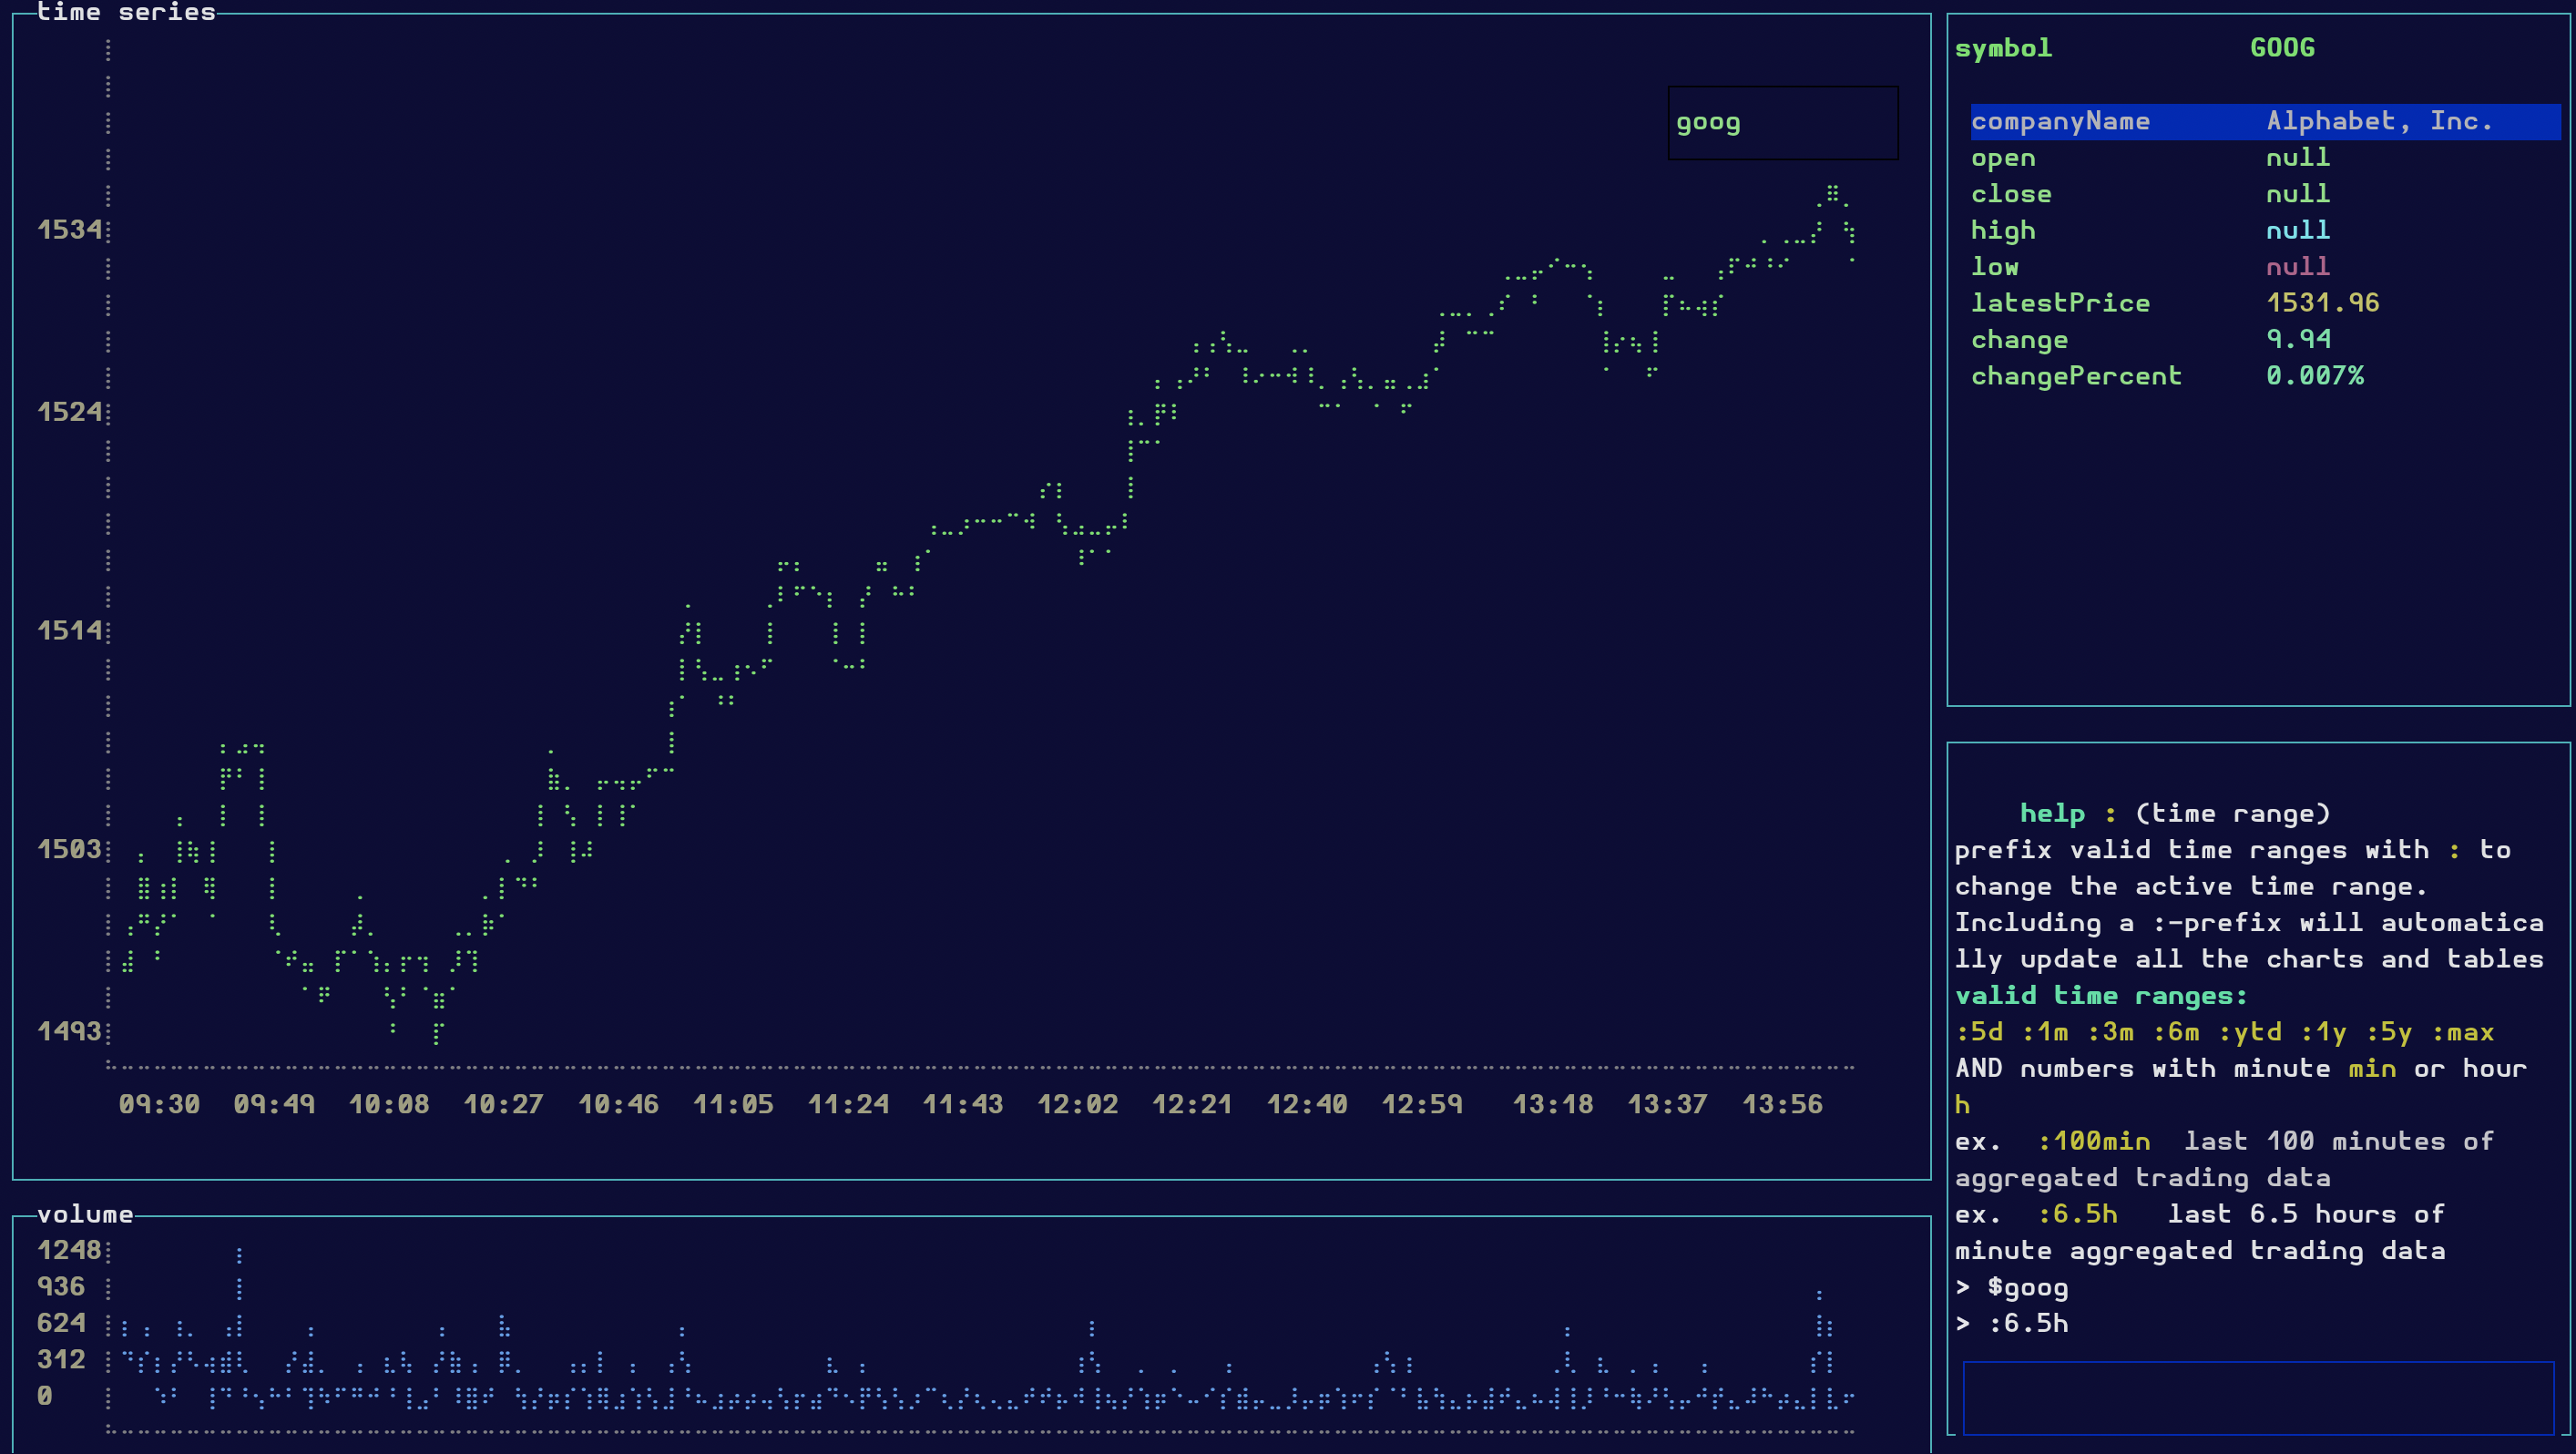 time series
goog
1534
1524
1514
1503
1493
09:30 09:49 10:08 10:27 10:46 11:05 11:24 11:43 12:02 12:21 12:40 12:59 13:18 13:37 13:56
volume
1248
936
624
312
0
symbol GOOG
companyName Alphabet, Inc.
open null
close null
high null
low null
latestPrice 1531.96
change 9.94
changePercent 0.007%
help : (time range)
prefix valid time ranges with : to
change the active time range.
Including a :-prefix will automatica
lly update all the charts and tables
valid time ranges:
:5d :1m :3m :6m :ytd :1y :5y :max
AND numbers with minute min or hour
h
ex. :100min last 100 minutes of
aggregated trading data
ex. :6.5h last 6.5 hours of
minute aggregated trading data
> $goog
> :6.5h